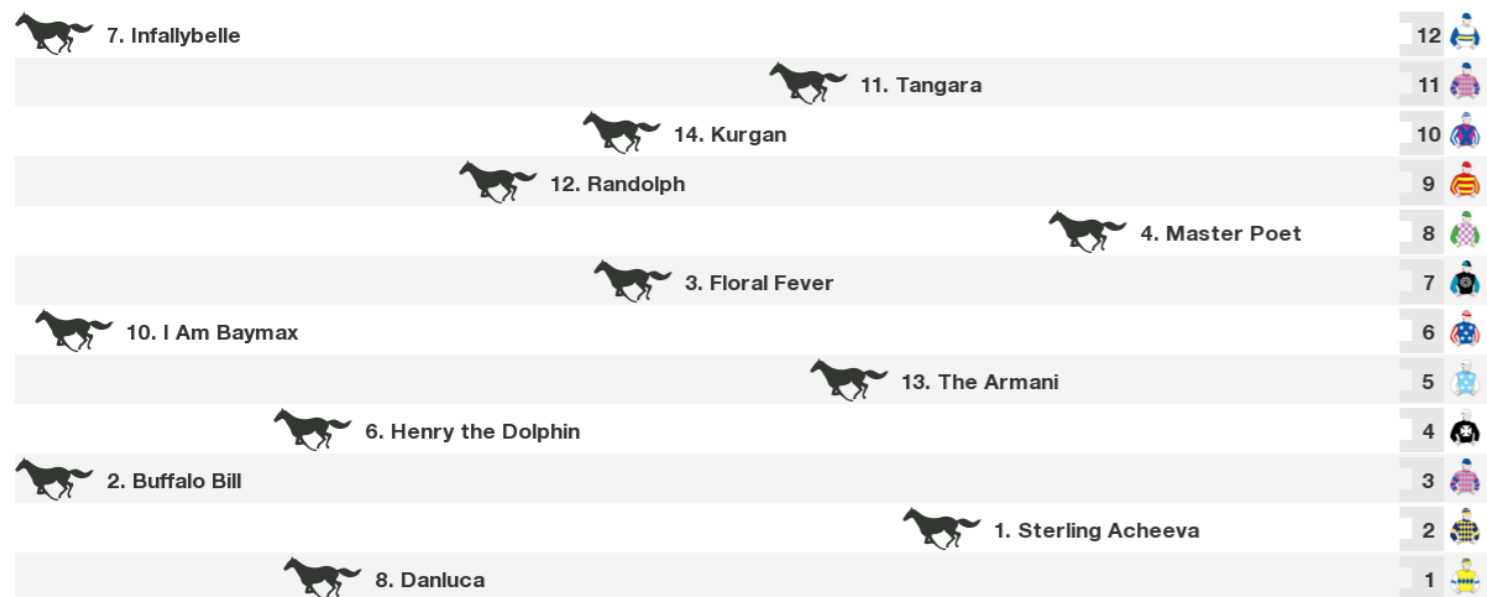 7. Infallybelle 12
11. Tangara 11
14. Kurgan 10
12. Randolph 9
4. Master Poet 8
3. Floral Fever 7
10. I Am Baymax 6
13. The Armani 5
6. Henry the Dolphin 4
2. Buffalo Bill 3
1. Sterling Acheeva 2
8. Danluca 1